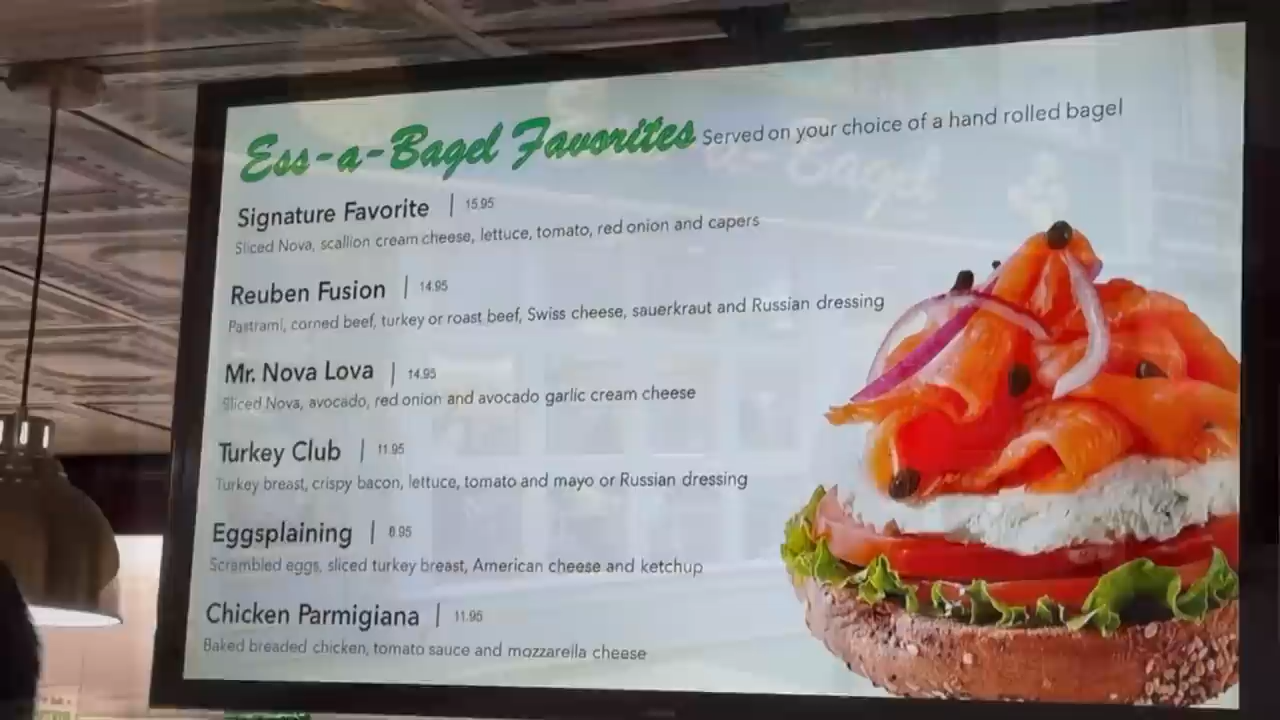 Ess-a-Bagel Favorites Served on your choice of a hand rolled bagel
Signature Favorite | 15.95
Sliced Nova, scallion cream cheese, lettuce, tomato, red onion and capers
Reuben Fusion | 14.95
Pastrami, corned beef, turkey or roast beef, Swiss cheese, sauerkraut and Russian dressing
Mr. Nova Lova | 14.95
Sliced Nova, avocado, red onion and avocado garlic cream cheese
Turkey Club | 11.95
Turkey breast, crispy bacon, lettuce, tomato and mayo or Russian dressing
Eggsplaining |
Scrambled eggs, sliced turkey breast, American cheese and ketchup
Chicken Parmigiana | 11.95
Baked breaded chicken, tomato sauce and mozzarella cheese